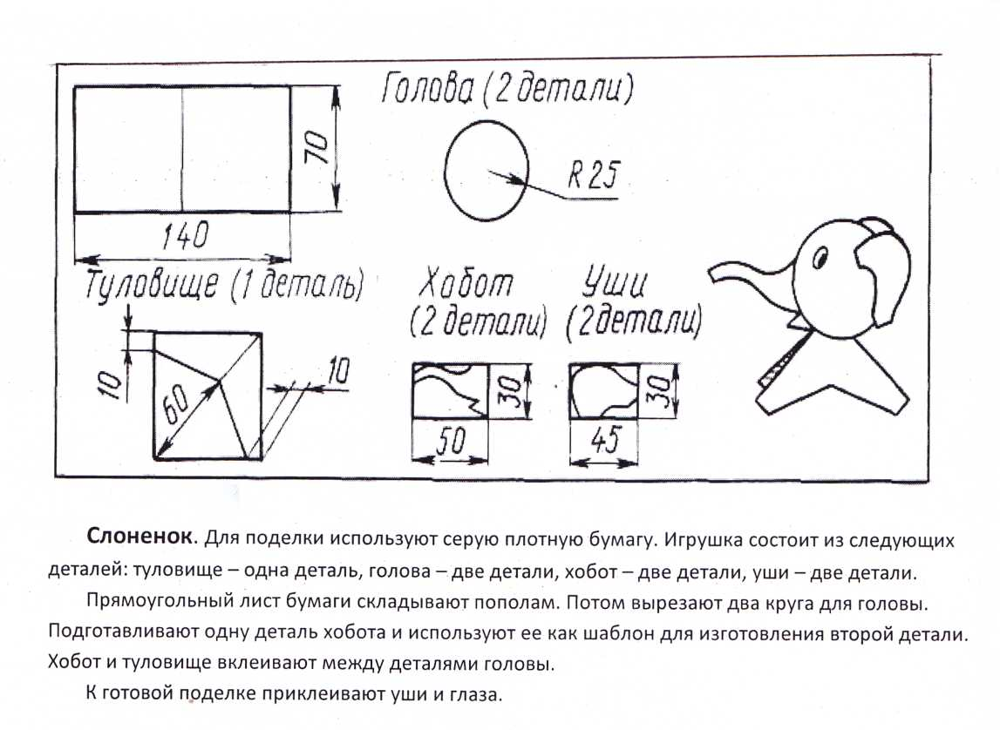 Голова (2 детали)
70
R 25
140
Туловище (1 деталь)
Хобот
(2 детали)
Уши
(2 детали)
10
60
10
30
50
30
45
Слоненок. Для поделки используют серую плотную бумагу. Игрушка состоит из следующих
деталей: туловище – одна деталь, голова – две детали, хобот – две детали, уши – две детали.
Прямоугольный лист бумаги складывают пополам. Потом вырезают два круга для головы.
Подготавливают одну деталь хобота и используют ее как шаблон для изготовления второй детали.
Хобот и туловище вклеивают между деталями головы.
К готовой поделке приклеивают уши и глаза.